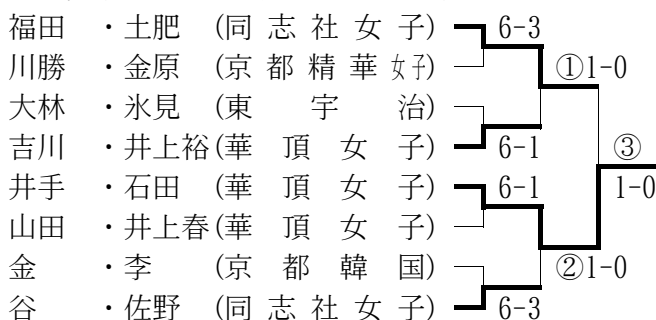 福田 ・土肥 (同志社女子) 6-3
川勝 ・金原 (京都精華女子) ①1-0
大林 ・氷見 (東宇治)
吉川 ・井上裕(華頂女子) 6-1 ③
井手 ・石田 (華頂女子) 6-1 1-0
山田 ・井上春(華頂女子)
金 ・李 (京都韓国) ②1-0
谷 ・佐野 (同志社女子) 6-3